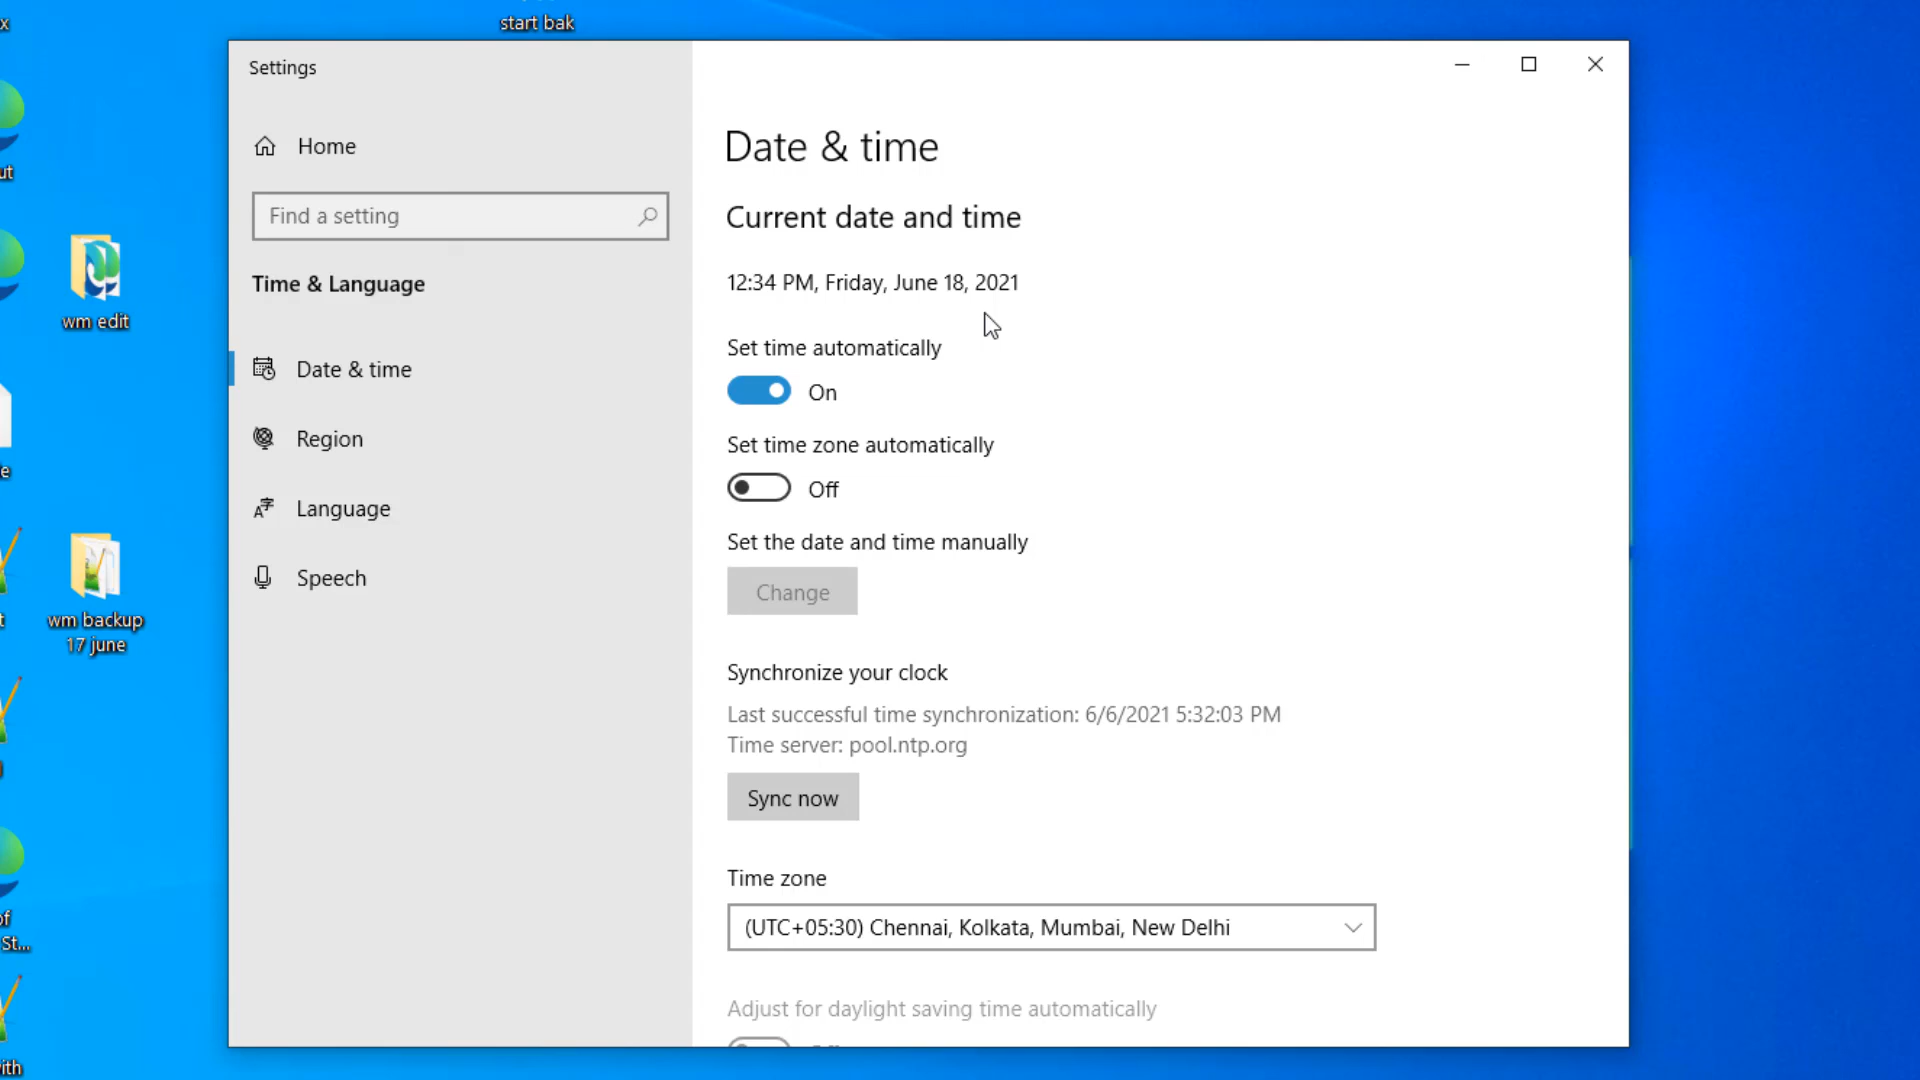 start bak
Settings
Home
Find a setting
Time & Language
Date & time
Region
Language
Speech
Date & time
Current date and time
12:34 PM, Friday, June 18, 2021
Set time automatically
On
Set time zone automatically
Off
Set the date and time manually
Change
Synchronize your clock
Last successful time synchronization: 6/6/2021 5:32:03 PM
Time server: pool.ntp.org
Sync now
Time zone
(UTC+05:30) Chennai, Kolkata, Mumbai, New Delhi
Adjust for daylight saving time automatically
wm edit
wm backup
17 june